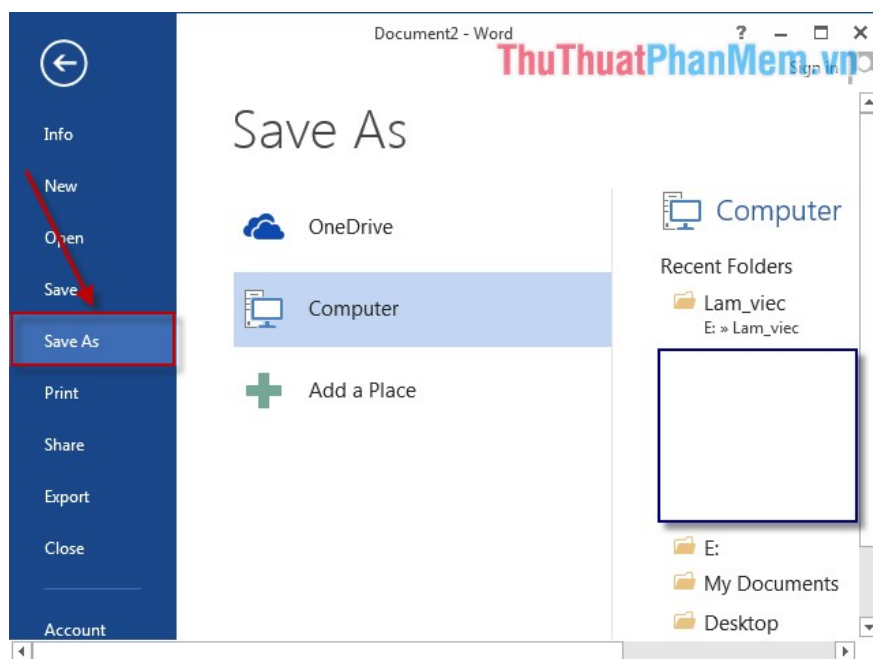 Document2 - Word
?
ThuThuatPhanMem.vn
Sign in
Info
New
Open
Save
Save As
Print
Share
Export
Close
Account
Save As
OneDrive
Computer
Add a Place
Computer
Recent Folders
Lam_viec
E: » Lam_viec
E:
My Documents
Desktop